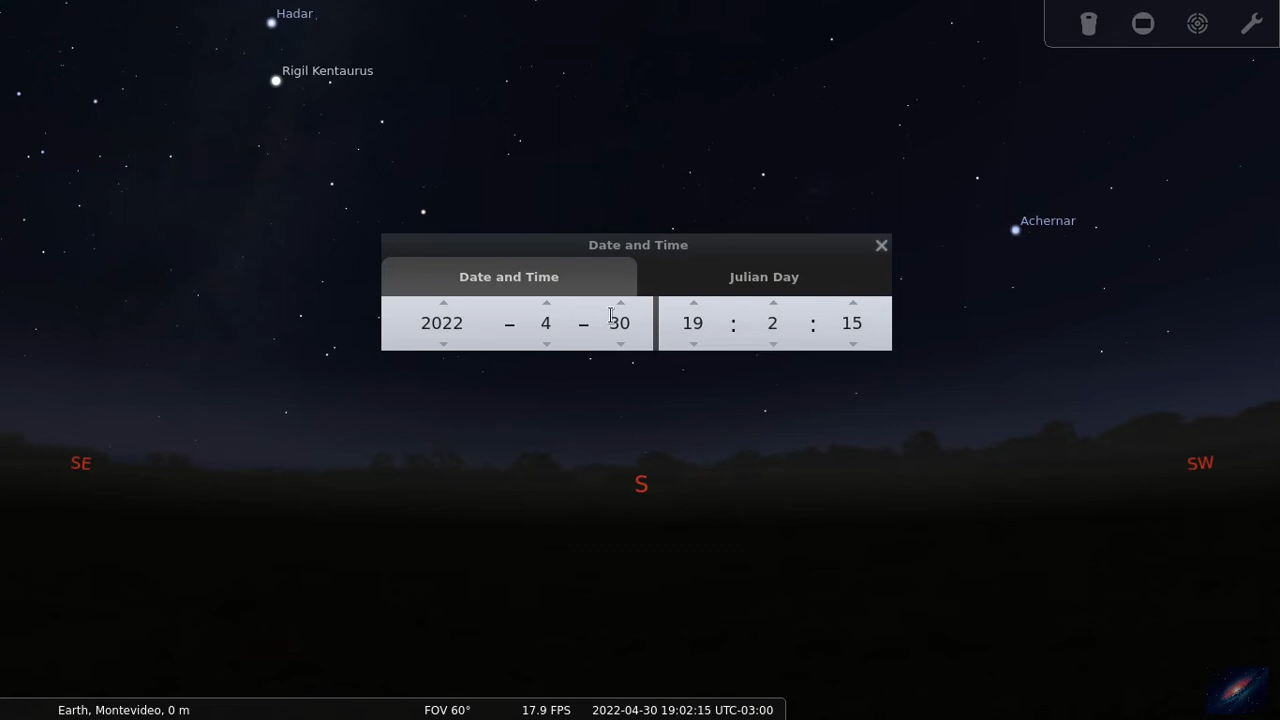 Hadar
Rigil Kentaurus
Achernar
Date and Time
Date and Time Julian Day
2022 - 4 - 30 19 : 2 : 15
SE
S
SW
Earth, Montevideo, 0 m FOV 60° 17.9 FPS 2022-04-30 19:02:15 UTC-03:00